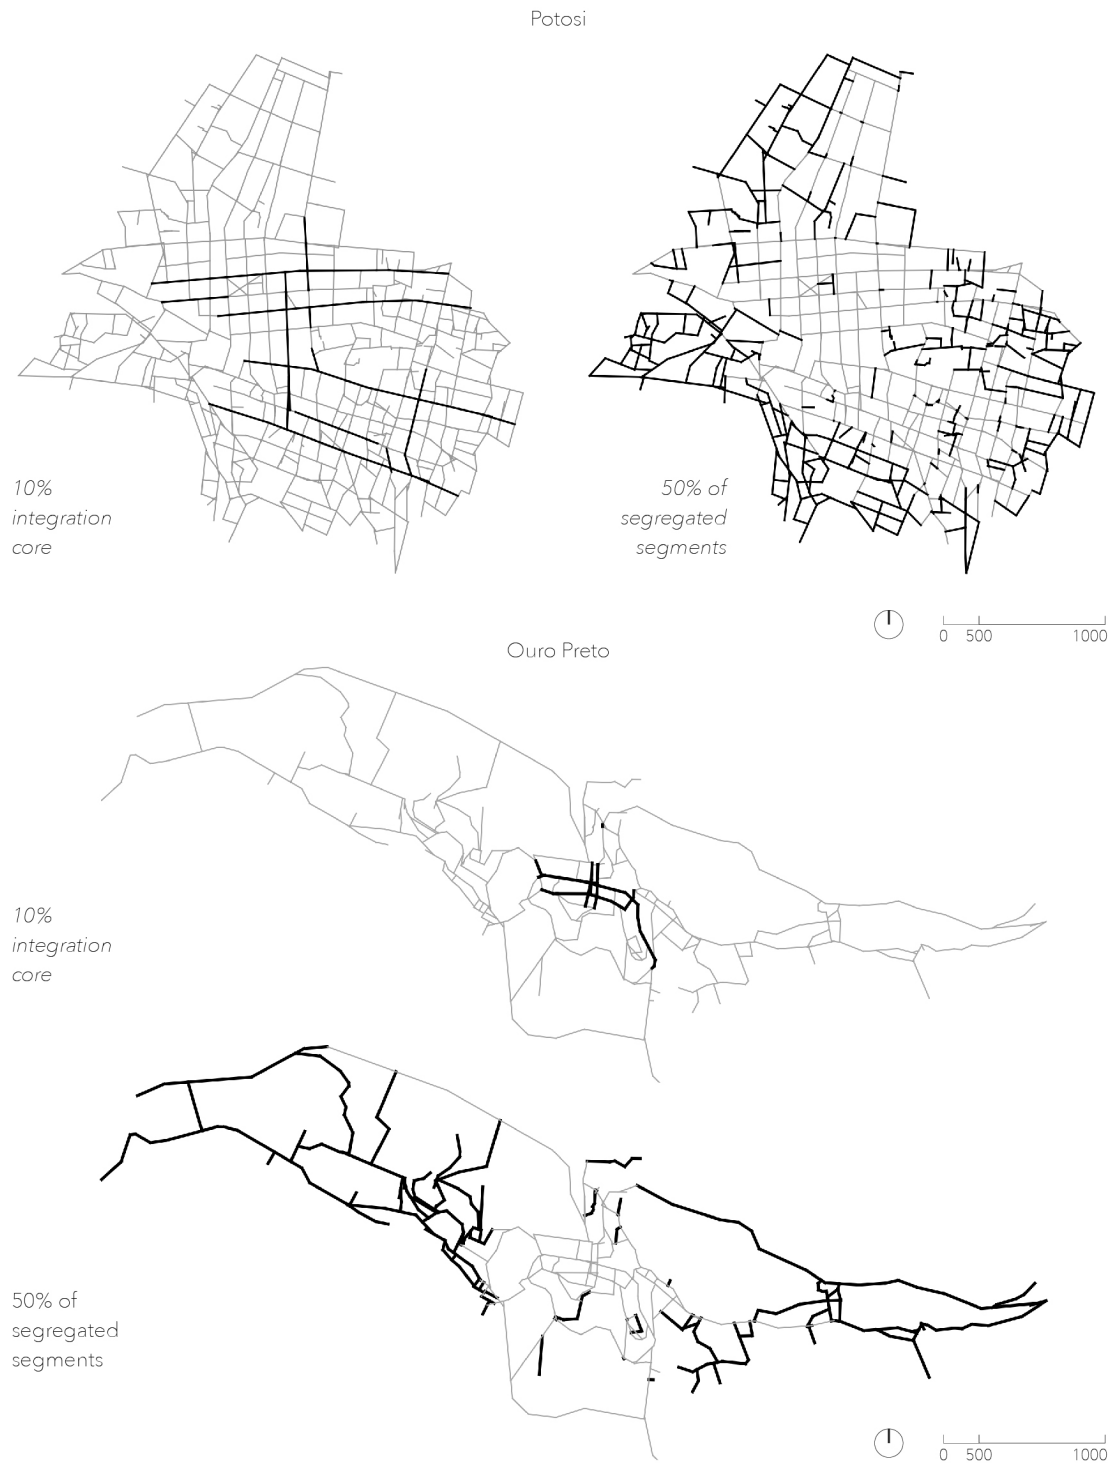 Potosi
10%
integration
core
50% of
segregated
segments
0 500 1000
Ouro Preto
10%
integration
core
50% of
segregated
segments
0 500 1000